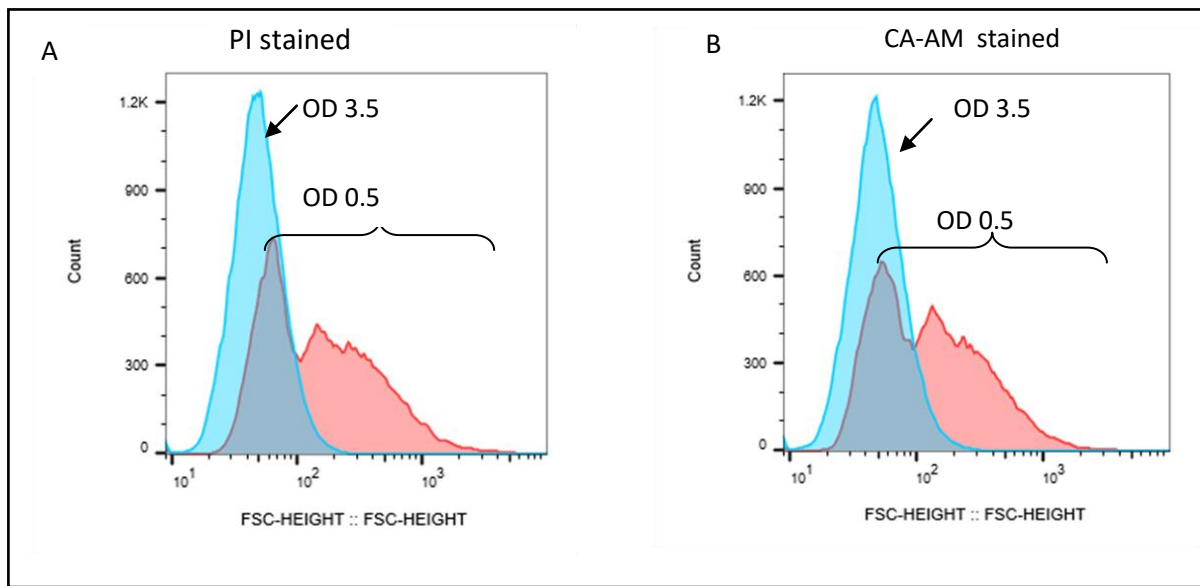 A
PI stained
OD 3.5
OD 0.5
1.2K
900
600
300
0
Count
10¹
10²
10³
FSC-HEIGHT :: FSC-HEIGHT
B
CA-AM stained
OD 3.5
OD 0.5
1.2K
900
600
300
0
Count
10¹
10²
10³
FSC-HEIGHT :: FSC-HEIGHT